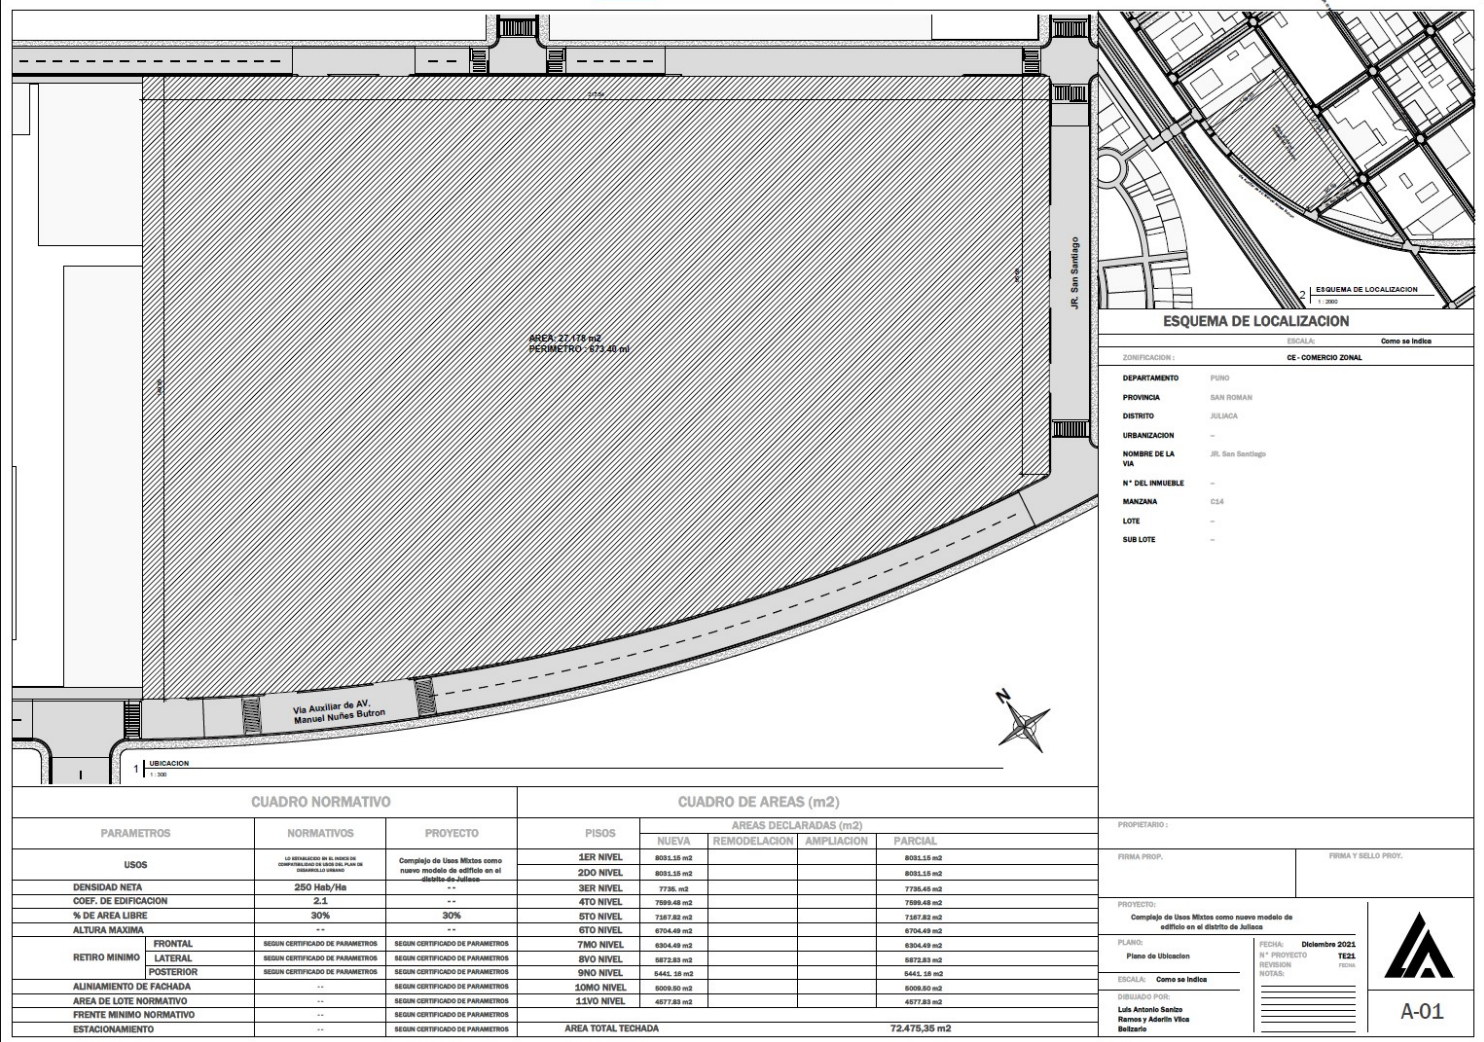 217.56
AREA: 27.178 m2
PERIMETRO : 673.40 ml
JR. San Santiago
Via Auxiliar de AV.
Manuel Nuñes Butron
N
1
UBICACION
1 : 300
2
ESQUEMA DE LOCALIZACION
1 : 2000
ESQUEMA DE LOCALIZACION
ESCALA: Como se indica
ZONIFICACION : CE - COMERCIO ZONAL
DEPARTAMENTO PUNO
PROVINCIA SAN ROMAN
DISTRITO JULIACA
URBANIZACION --
NOMBRE DE LA VIA JR. San Santiago
N° DEL INMUEBLE --
MANZANA C14
LOTE --
SUB LOTE --
CUADRO NORMATIVO
PARAMETROS NORMATIVOS PROYECTO
USOS LO ESTABLECIDO EN EL INDICE DE COMPATIBILIDAD DE USOS DEL PLAN DE DESARROLLO URBANO Complejo de Usos Mixtos como nuevo modelo de edificio en el distrito de Juliaca
DENSIDAD NETA 250 Hab/Ha --
COEF. DE EDIFICACION 2.1 --
% DE AREA LIBRE 30% 30%
ALTURA MAXIMA -- --
RETIRO MINIMO
FRONTAL SEGUN CERTIFICADO DE PARAMETROS SEGUN CERTIFICADO DE PARAMETROS
LATERAL SEGUN CERTIFICADO DE PARAMETROS SEGUN CERTIFICADO DE PARAMETROS
POSTERIOR SEGUN CERTIFICADO DE PARAMETROS SEGUN CERTIFICADO DE PARAMETROS
ALINIAMIENTO DE FACHADA -- SEGUN CERTIFICADO DE PARAMETROS
AREA DE LOTE NORMATIVO -- SEGUN CERTIFICADO DE PARAMETROS
FRENTE MINIMO NORMATIVO -- SEGUN CERTIFICADO DE PARAMETROS
ESTACIONAMIENTO -- SEGUN CERTIFICADO DE PARAMETROS
CUADRO DE AREAS (m2)
PISOS AREAS DECLARADAS (m2)
NUEVA REMODELACION AMPLIACION PARCIAL
1ER NIVEL 8031.15 m2 8031.15 m2
2DO NIVEL 8031.15 m2 8031.15 m2
3ER NIVEL 7735. m2 7735.45 m2
4TO NIVEL 7599.48 m2 7599.48 m2
5TO NIVEL 7167.82 m2 7167.82 m2
6TO NIVEL 6704.49 m2 6704.49 m2
7MO NIVEL 6304.49 m2 6304.49 m2
8VO NIVEL 5872.83 m2 5872.83 m2
9NO NIVEL 5441. 16 m2 5441. 16 m2
10MO NIVEL 5009.50 m2 5009.50 m2
11VO NIVEL 4577.83 m2 4577.83 m2
AREA TOTAL TECHADA 72.475,35 m2
PROPIETARIO :
FIRMA PROP. FIRMA Y SELLO PROY.
PROYECTO:
Complejo de Usos Mixtos como nuevo modelo de
edificio en el distrito de Juliaca
PLANO:
Plano de Ubicacion
ESCALA: Como se indica
DIBUJADO POR:
Luis Antonio Sanizo
Ramos y Aderlin Vilca
Belizario
FECHA: Diciembre 2021
N° PROYECTO TE21
REVISION FECHA
NOTAS:
A-01